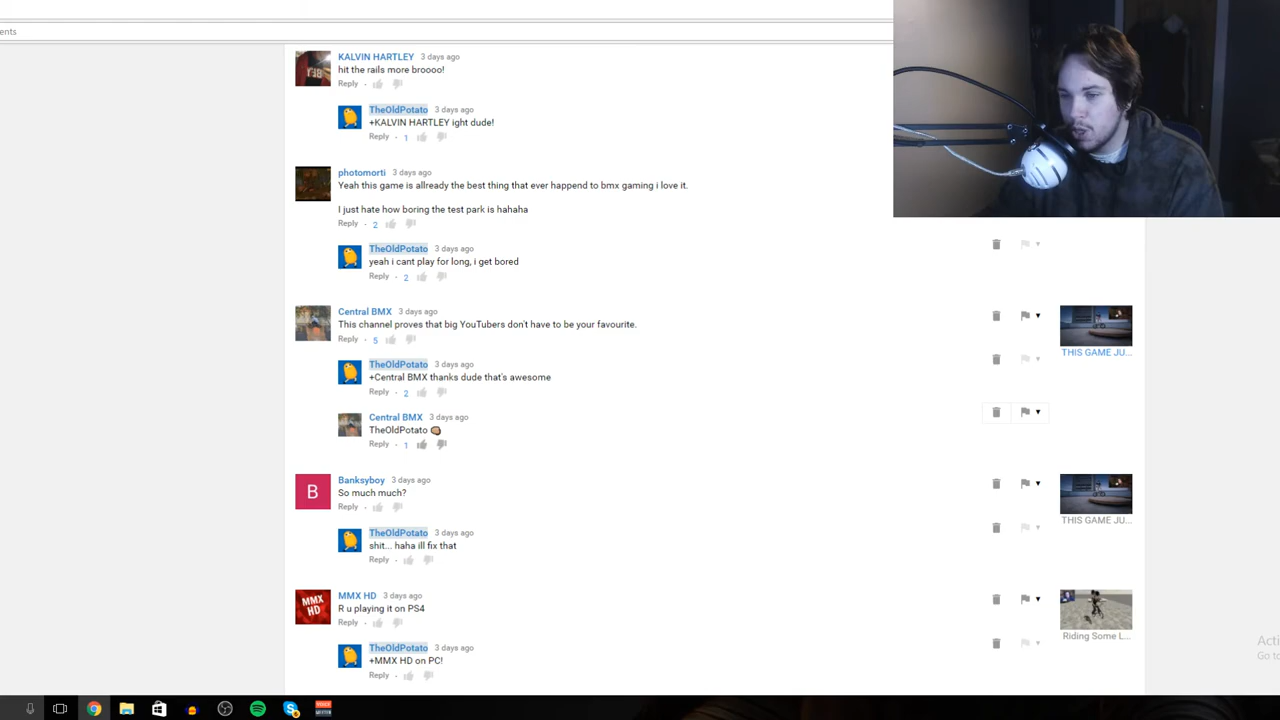 ents
KALVIN HARTLEY 3 days ago
hit the rails more broooo!
Reply
TheOldPotato 3 days ago
+KALVIN HARTLEY ight dude!
Reply 1
photomorti 3 days ago
Yeah this game is allready the best thing that ever happend to bmx gaming i love it.
I just hate how boring the test park is hahaha
Reply 2
TheOldPotato 3 days ago
yeah i cant play for long, i get bored
Reply 2
Central BMX 3 days ago
This channel proves that big YouTubers don't have to be your favourite.
Reply 5
THIS GAME JU...
TheOldPotato 3 days ago
+Central BMX thanks dude that's awesome
Reply 2
Central BMX 3 days ago
TheOldPotato
Reply 1
B
Banksyboy 3 days ago
So much much?
Reply
THIS GAME JU...
TheOldPotato 3 days ago
shit... haha ill fix that
Reply
MMX HD
MMX HD 3 days ago
R u playing it on PS4
Reply
Riding Some L...
TheOldPotato 3 days ago
+MMX HD on PC!
Reply
Acti
Go to